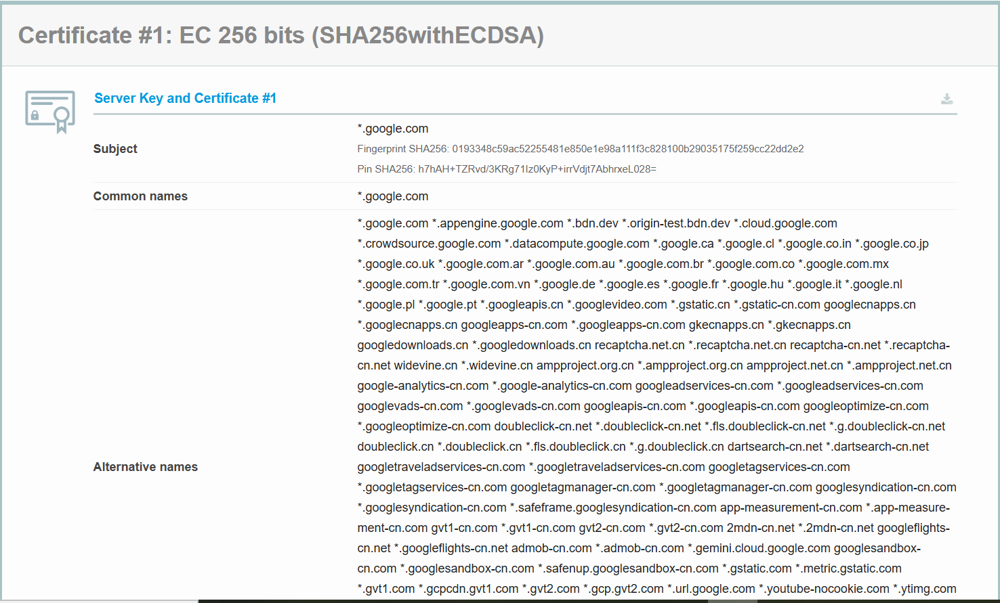 Certificate #1: EC 256 bits (SHA256withECDSA)
Server Key and Certificate #1
Subject
*.google.com
Fingerprint SHA256: 0193348c59ac52255481e850e1e98a111f3c828100b29035175f259cc22dd2e2
Pin SHA256: h7hAH+TZRvd/3KRg71Iz0KyP+irrVdjt7AbhrxeL028=
Common names
*.google.com
Alternative names
*.google.com *.appengine.google.com *.bdn.dev *.origin-test.bdn.dev *.cloud.google.com
*.crowdsource.google.com *.datacompute.google.com *.google.ca *.google.cl *.google.co.in *.google.co.jp
*.google.co.uk *.google.com.ar *.google.com.au *.google.com.br *.google.com.co *.google.com.mx
*.google.com.tr *.google.com.vn *.google.de *.google.es *.google.fr *.google.hu *.google.it *.google.nl
*.google.pl *.google.pt *.googleapis.cn *.googlevideo.com *.gstatic.cn *.gstatic-cn.com googlecnapps.cn
*.googlecnapps.cn googleapps-cn.com *.googleapps-cn.com gkecnapps.cn *.gkecnapps.cn
googledownloads.cn *.googledownloads.cn recaptcha.net.cn *.recaptcha.net.cn recaptcha-cn.net *.recaptcha-
cn.net widevine.cn *.widevine.cn ampproject.org.cn *.ampproject.org.cn ampproject.net.cn *.ampproject.net.cn
google-analytics-cn.com *.google-analytics-cn.com googleadservices-cn.com *.googleadservices-cn.com
googlevads-cn.com *.googlevads-cn.com googleapis-cn.com *.googleapis-cn.com googleoptimize-cn.com
*.googleoptimize-cn.com doubleclick-cn.net *.doubleclick-cn.net *.fls.doubleclick-cn.net *.g.doubleclick-cn.net
doubleclick.cn *.doubleclick.cn *.fls.doubleclick.cn *.g.doubleclick.cn dartsearch-cn.net *.dartsearch-cn.net
googletraveladservices-cn.com *.googletraveladservices-cn.com googletagservices-cn.com
*.googletagservices-cn.com googletagmanager-cn.com *.googletagmanager-cn.com googlesyndication-cn.com
*.googlesyndication-cn.com *.safeframe.googlesyndication-cn.com app-measurement-cn.com *.app-measure-
ment-cn.com gvt1-cn.com *.gvt1-cn.com gvt2-cn.com *.gvt2-cn.com 2mdn-cn.net *.2mdn-cn.net googleflights-
cn.net *.googleflights-cn.net admob-cn.com *.admob-cn.com *.gemini.cloud.google.com googlesandbox-
cn.com *.googlesandbox-cn.com *.safenup.googlesandbox-cn.com *.gstatic.com *.metric.gstatic.com
*.gvt1.com *.gcpcdn.gvt1.com *.gvt2.com *.gcp.gvt2.com *.url.google.com *.youtube-nocookie.com *.ytimg.com